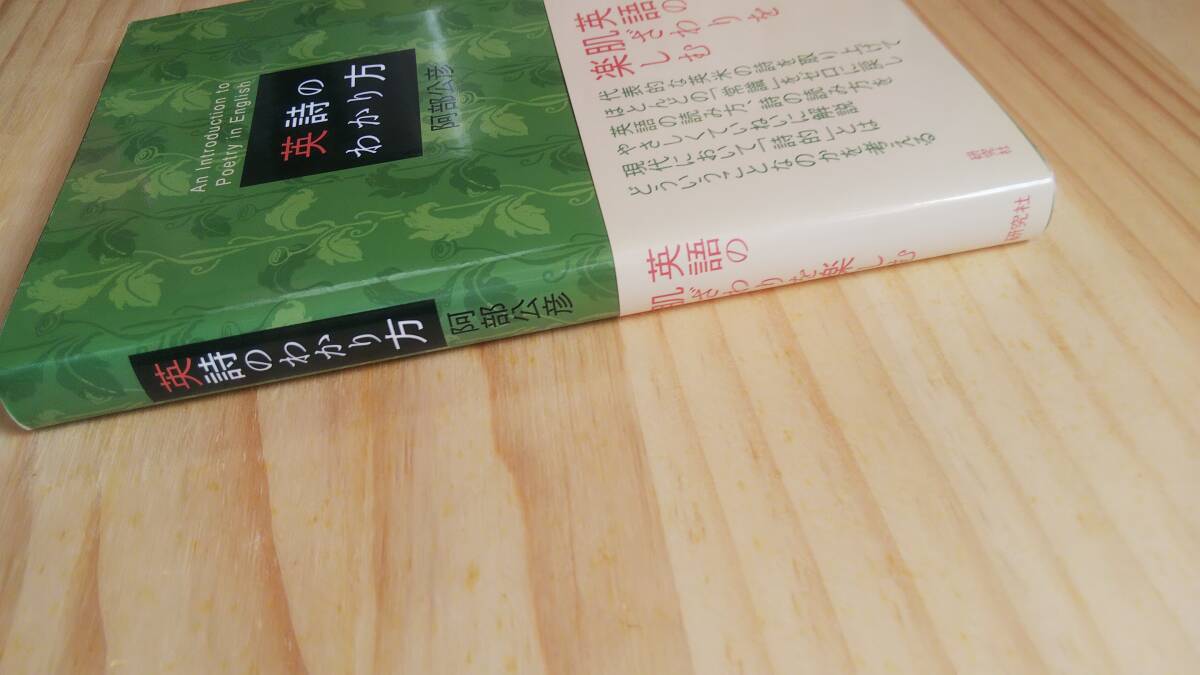 An Introduction to
Poetry in English
英詩の
わかり方
阿部公彦
英語の
肌ざわりを
楽しむ
代表的な英米の詩を取り上げて
ほとんどの「常識」をゼロに戻し
英語の読み方、詩の読み方を
やさしくていねいに解説
現代において「詩的」とは
どういうことなのかを考える
研究社
英詩のわかり方
阿部公彦
英語の
肌ざわりを楽しむ
研究社